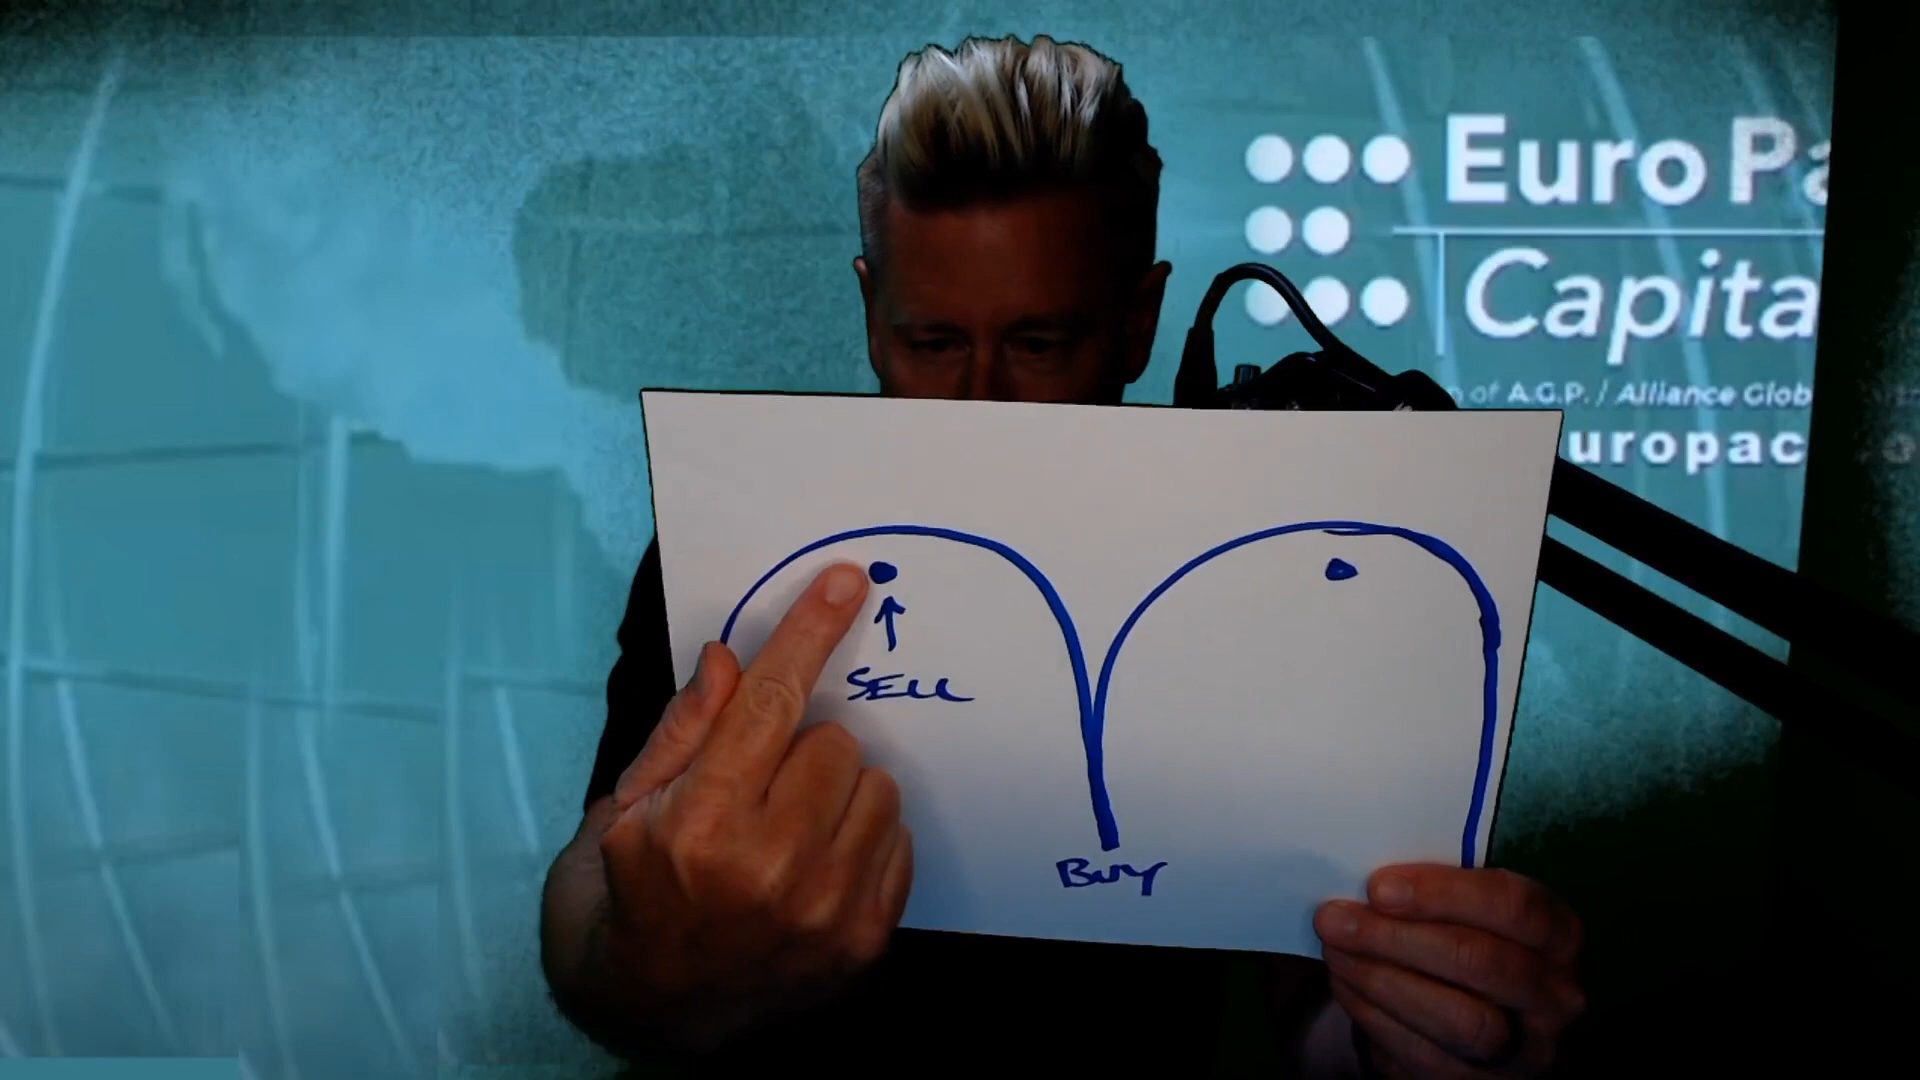 Euro Pa
Capita
of A.G.P. / Alliance Glob
uropac
SELL
Buy